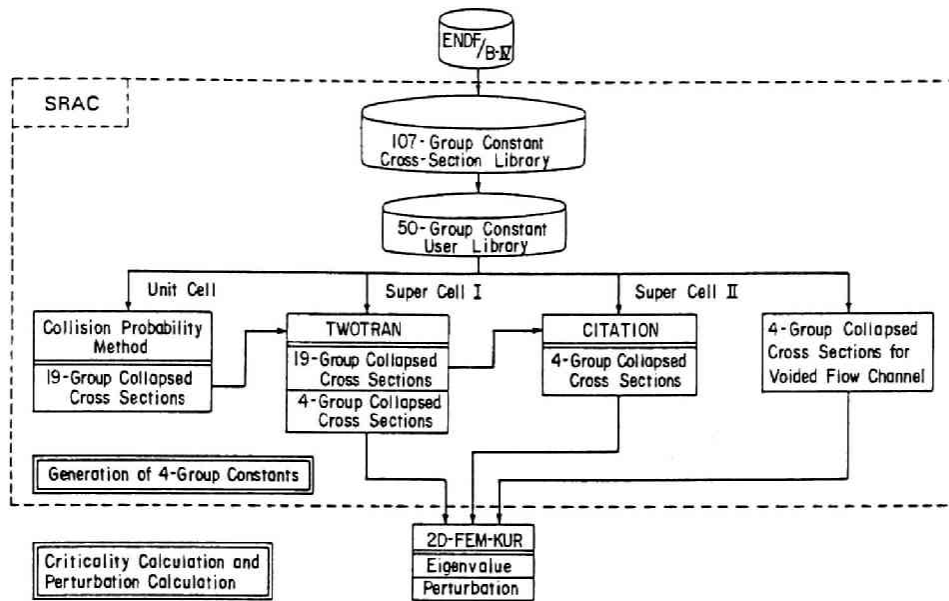 ENDF/B-IV
SRAC
107-Group Constant
Cross-Section Library
50-Group Constant
User Library
Unit Cell
Super Cell I
Super Cell II
Collision Probability
Method
19-Group Collapsed
Cross Sections
TWOTRAN
19-Group Collapsed
Cross Sections
4-Group Collapsed
Cross Sections
CITATION
4-Group Collapsed
Cross Sections
4-Group Collapsed
Cross Sections for
Voided Flow Channel
Generation of 4-Group Constants
2D-FEM-KUR
Eigenvalue
Perturbation
Criticality Calculation and
Perturbation Calculation